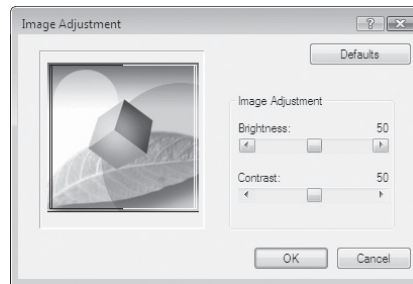 Image Adjustment
Defaults
Image Adjustment
Brightness: 50
Contrast: 50
OK Cancel